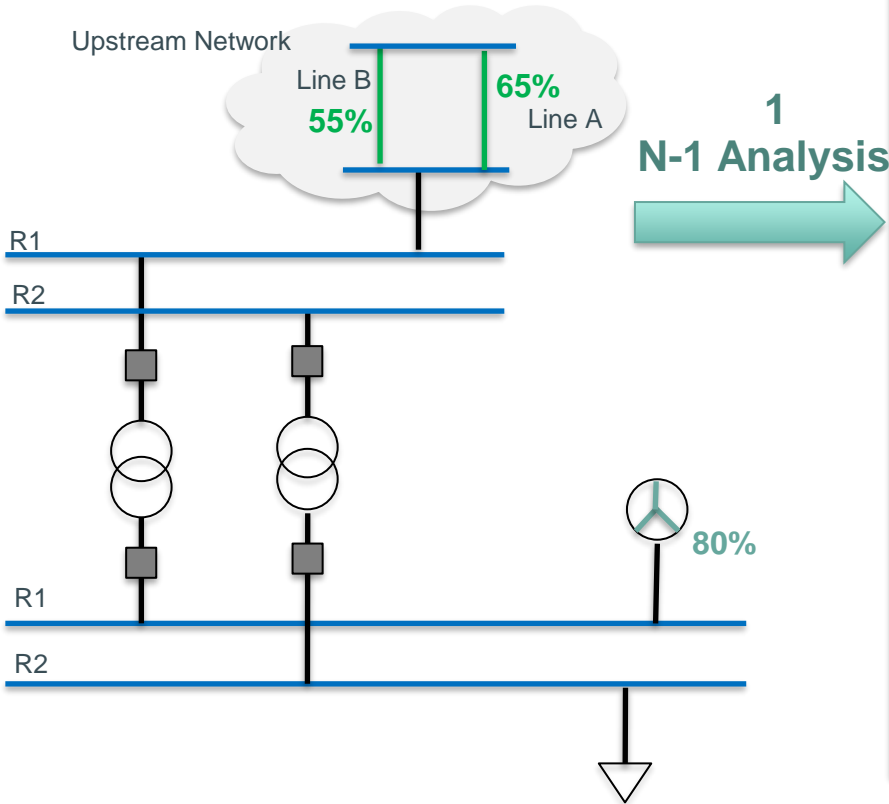 Upstream Network
Line B
55%
65%
Line A
1
N-1 Analysis
R1
R2
80%
R1
R2